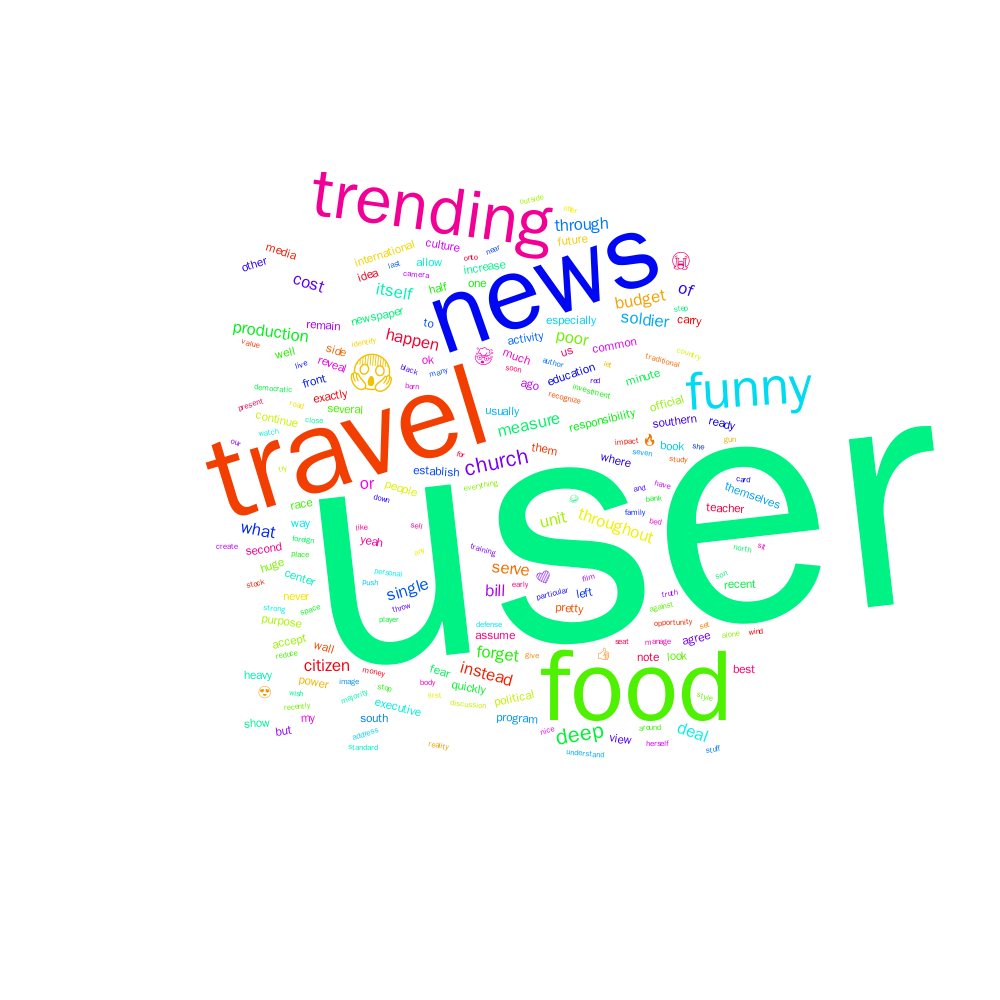 user
travel
news
food
trending
funny
😱
church
deep
throughout
citizen
production
measure
budget
soldier
happen
itself
cost
poor
unit
serve
bill
single
instead
forget
deal
what
or
of
through
future
international
culture
media
other
idea
allow
increase
half
one
newspaper
to
especially
carry
activity
us
common
much
ok
😭
🤯
remain
side
well
reveal
front
exactly
several
continue
ago
education
minute
official
responsibility
southern
ready
usually
them
🔥
book
where
establish
people
themselves
teacher
race
way
yeah
second
huge
center
never
purpose
accept
wall
power
heavy
😍
show
but
my
south
fear
quickly
executive
political
program
assume
pretty
left
💜
👍
note
look
agree
best
recent
view
outside
city
near
onto
last
camera
step
value
identify
live
black
many
born
soon
author
traditional
let
country
red
investment
recognize
democratic
present
road
close
watch
our
try
for
impact
seven
study
she
gun
everything
down
and
card
have
bank
family
bed
like
sell
foreign
place
create
training
north
sit
stock
personal
push
film
early
particular
son
truth
strong
space
throw
player
defense
against
opportunity
set
wind
alone
seat
manage
reduce
give
money
image
body
stop
wish
majority
recently
discussion
style
address
standard
reality
nice
around
herself
stuff
understand